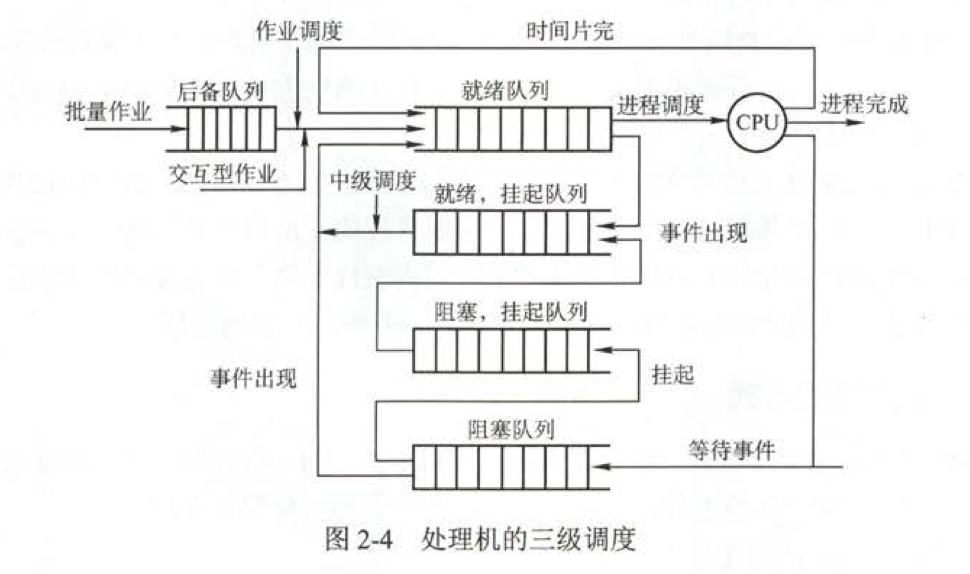 作业调度
时间片完
后备队列
就绪队列
批量作业
进程调度
CPU
进程完成
交互型作业
中级调度
就绪，挂起队列
事件出现
阻塞，挂起队列
事件出现
挂起
阻塞队列
等待事件
图 2-4 处理机的三级调度